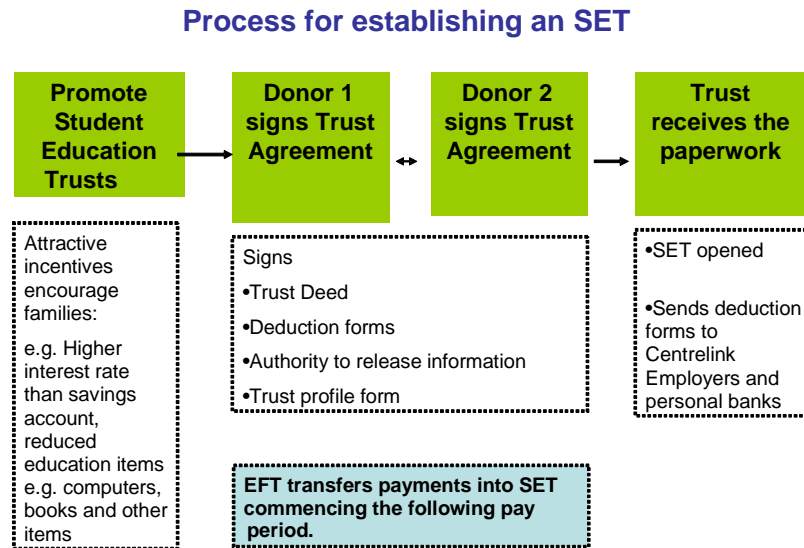 Process for establishing an SET
Promote
Student
Education
Trusts
Donor 1
signs Trust
Agreement
Donor 2
signs Trust
Agreement
Trust
receives the
paperwork
Attractive
incentives
encourage
families:
e.g. Higher
interest rate
than savings
account,
reduced
education items
e.g. computers,
books and other
items
Signs
•Trust Deed
•Deduction forms
•Authority to release information
•Trust profile form
•SET opened
•Sends deduction
forms to
Centrelink
Employers and
personal banks
EFT transfers payments into SET
commencing the following pay
period.